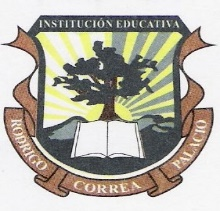 INSTITUCIÓN EDUCATIVA
RODRIGO
CORREA
PALACIO